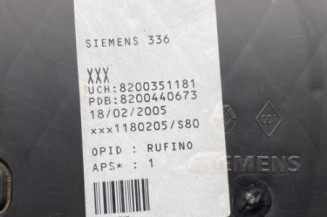 SIEMENS 336
XXX
UCH:8200351181
PDB:8200440673
18/02/2005
xxx1180205/S80
OPID : RUFINO
APS* : 1
SIEMENS